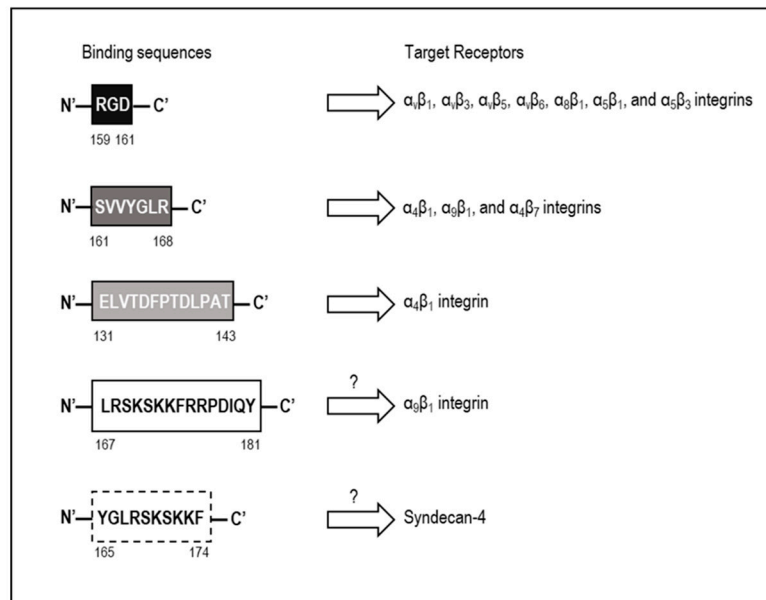 Binding sequences Target Receptors
N’ RGD C’ αᵥβ₁, αᵥβ₃, αᵥβ₅, αᵥβ₆, α₈β₁, α₅β₁, and α₅β₃ integrins
159 161
N’ SVVYGLR C’ α₄β₁, α₉β₁, and α₄β₇ integrins
161 168
N’ ELVTDFPTDLPAT C’ α₄β₁ integrin
131 143
?
N’ LRSKSKKFRRPDIQY C’ α₉β₁ integrin
167 181
?
N’ YGLRSKSKKF C’ Syndecan-4
165 174